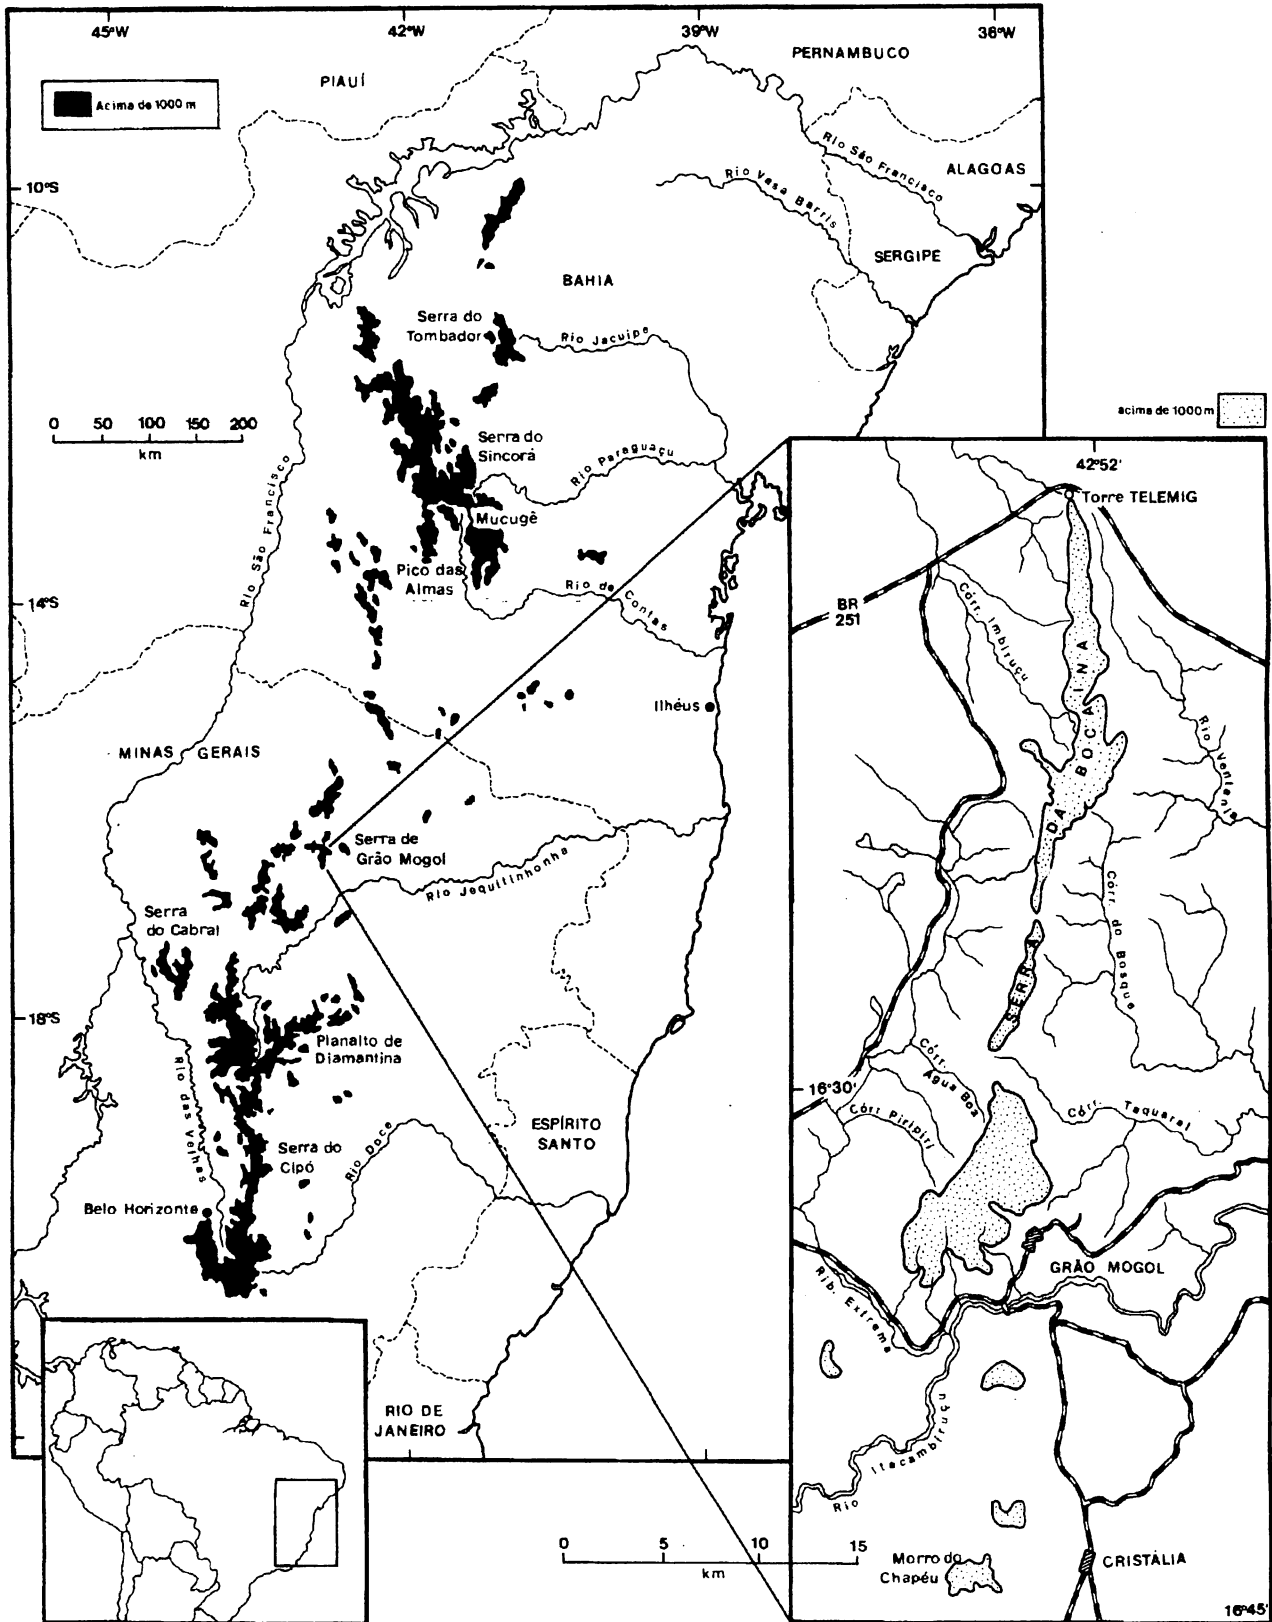 45°W
42°W
39°W
36°W
PERNAMBUCO
PIAUÍ
Acima de 1000 m
Rio São Francisco
ALAGOAS
10°S
Rio Vasa Barris
SERGIPE
BAHIA
Serra do
Tombador
Rio Jacuipe
acima de 1000 m
0 50 100 150 200
km
Serra do
Sincorá
Rio Paraguaçu
Rio São Francisco
Mucugê
Pico das
Almas
Rio de Contas
14°S
Ilhéus
MINAS GERAIS
Serra de
Grão Mogol
Rio Jequitinhonha
Serra
do Cabral
18°S
Planalto de
Diamantina
Rio das Velhas
ESPÍRITO
SANTO
Serra do
Cipó
Rio Doce
Belo Horizonte
RIO DE
JANEIRO
42°52'
Torre TELEMIG
BR
251
Córr. Imbiruçu
SERRA DA BOCAINA
Rio Ventania
Córr. do Bosque
Córr.
Água Boa
16°30'
Córr. Piripiri
Córr. Taquaral
GRÃO MOGOL
Rib. Extrema
Rio Itacambiruçu
0 5 10 15
km
Morro do
Chapéu
CRISTÁLIA
16°45'